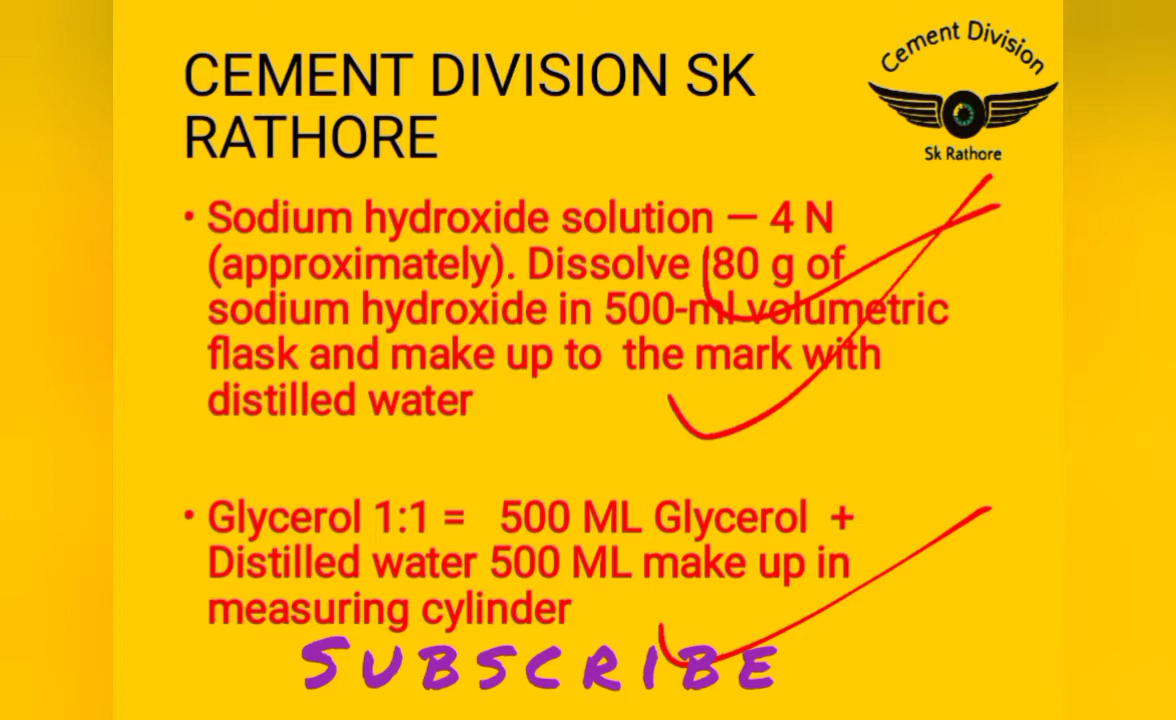 CEMENT DIVISION SK
RATHORE
Cement Division
Sk Rathore
• Sodium hydroxide solution — 4 N
(approximately). Dissolve 80 g of
sodium hydroxide in 500-ml volumetric
flask and make up to the mark with
distilled water
• Glycerol 1:1 = 500 ML Glycerol +
Distilled water 500 ML make up in
measuring cylinder
SUBSCRIBE